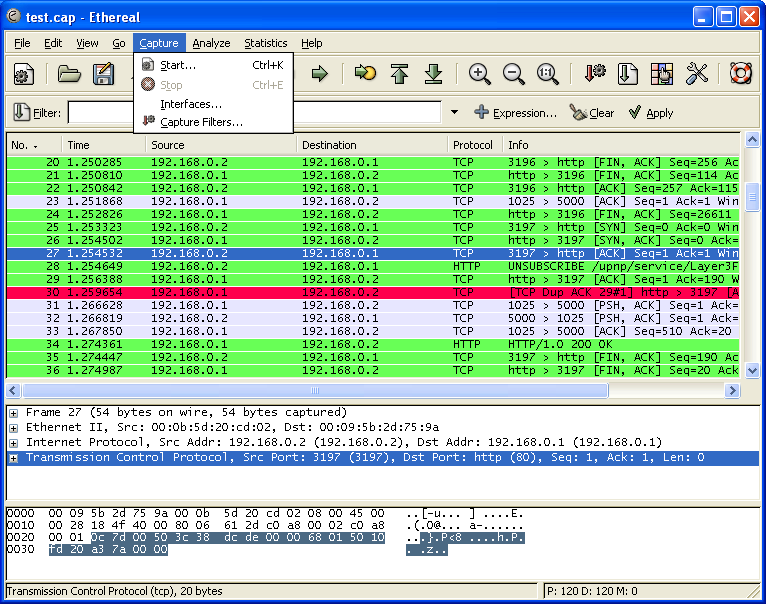 test.cap - Ethereal
File Edit View Go Capture Analyze Statistics Help
Start... Ctrl+K
Stop Ctrl+E
Interfaces...
Capture Filters...
Filter: Expression... Clear Apply
No. Time Source Destination Protocol Info
20 1.250285 192.168.0.2 192.168.0.1 TCP 3196 > http [FIN, ACK] Seq=256 Ac
21 1.250810 192.168.0.1 192.168.0.2 TCP http > 3196 [FIN, ACK] Seq=114 Ac
22 1.250842 192.168.0.2 192.168.0.1 TCP 3196 > http [ACK] Seq=257 Ack=115
23 1.251868 192.168.0.1 192.168.0.2 TCP 1025 > 5000 [ACK] Seq=1 Ack=1 Win
24 1.252826 192.168.0.1 192.168.0.2 TCP http > 3196 [FIN, ACK] Seq=26611
25 1.253323 192.168.0.2 192.168.0.1 TCP 3197 > http [SYN] Seq=0 Ack=0 Win
26 1.254502 192.168.0.1 192.168.0.2 TCP http > 3197 [SYN, ACK] Seq=0 Ack=
27 1.254532 192.168.0.2 192.168.0.1 TCP 3197 > http [ACK] Seq=1 Ack=1 Win
28 1.254649 192.168.0.2 192.168.0.1 HTTP UNSUBSCRIBE /upnp/service/Layer3F
29 1.256388 192.168.0.1 192.168.0.2 TCP http > 3197 [ACK] Seq=1 Ack=190 W
30 1.259654 192.168.0.1 192.168.0.2 TCP [TCP Dup ACK 29#1] http > 3197 [A
31 1.266628 192.168.0.1 192.168.0.2 TCP 1025 > 5000 [PSH, ACK] Seq=1 Ack=
32 1.266819 192.168.0.1 192.168.0.2 TCP 1025 > 5000 [PSH, ACK] Seq=1 Ack=
33 1.267850 192.168.0.1 192.168.0.2 TCP 1025 > 5000 [ACK] Seq=510 Ack=20
34 1.274361 192.168.0.1 192.168.0.2 HTTP HTTP/1.0 200 OK
35 1.274447 192.168.0.2 192.168.0.1 TCP 3197 > http [FIN, ACK] Seq=190 Ac
36 1.274987 192.168.0.1 192.168.0.2 TCP http > 3197 [FIN, ACK] Seq=20 Ack
Frame 27 (54 bytes on wire, 54 bytes captured)
Ethernet II, Src: 00:0b:5d:20:cd:02, Dst: 00:09:5b:2d:75:9a
Internet Protocol, Src Addr: 192.168.0.2 (192.168.0.2), Dst Addr: 192.168.0.1 (192.168.0.1)
Transmission Control Protocol, Src Port: 3197 (3197), Dst Port: http (80), Seq: 1, Ack: 1, Len: 0
0000 00 09 5b 2d 75 9a 00 0b 5d 20 cd 02 08 00 45 00 ..[-u... ] ....E.
0010 00 28 18 4f 40 00 80 06 61 2d c0 a8 00 02 c0 a8 .(.O@... a-......
0020 00 01 0c 7d 00 50 3c 38 dc de 00 00 68 01 50 10 ...}.P<8 ....h.P.
0030 fd 20 a3 7a 00 00 . .z..
Transmission Control Protocol (tcp), 20 bytes P: 120 D: 120 M: 0